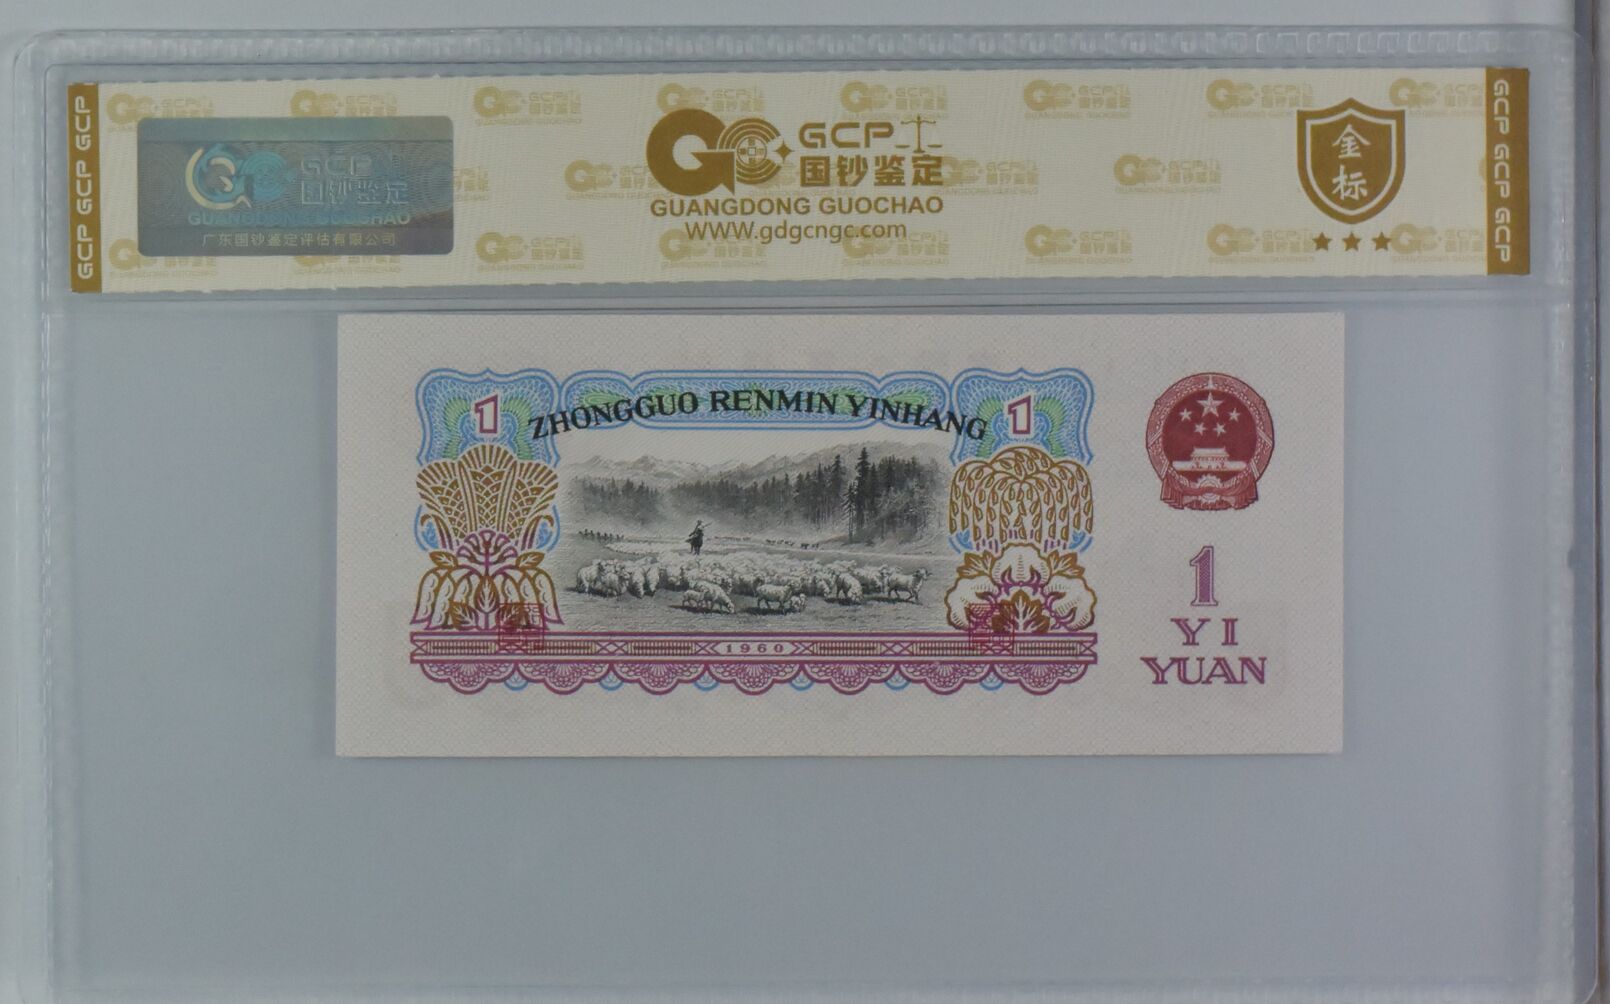 GCP GCP GCP
GCP
国钞鉴定
GUANGDONG GUOCHAO
广东国钞鉴定评估有限公司
GCP
国钞鉴定
GUANGDONG GUOCHAO
WWW.gdgcngc.com
金
标
GCP GCP GCP
1
ZHONGGUO RENMIN YINHANG
1
1960
1
YI
YUAN